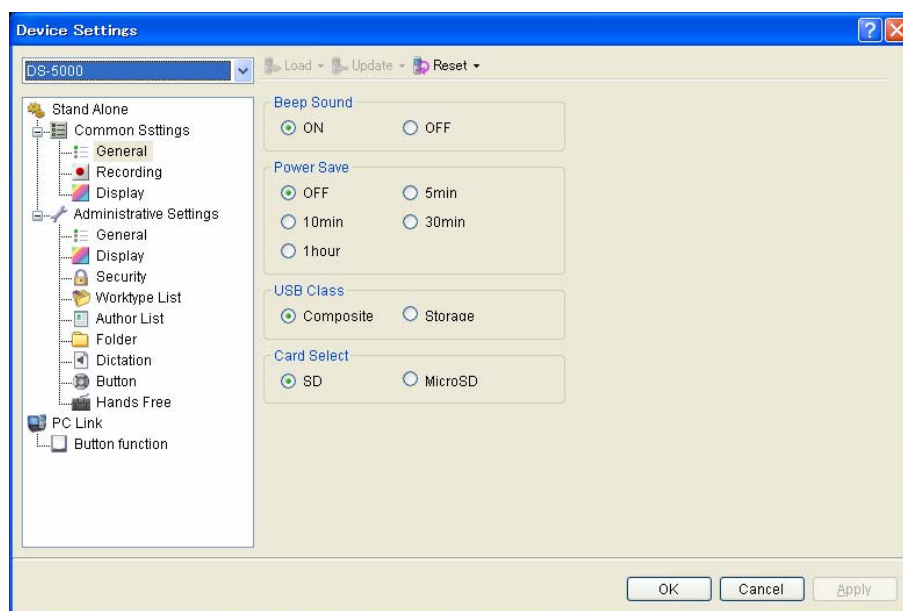 Device Settings
DS-5000
Load Update Reset
Stand Alone
Common Sstings
General
Recording
Display
Administrative Settings
General
Display
Security
Worktype List
Author List
Folder
Dictation
Button
Hands Free
PC Link
Button function
Beep Sound
ON OFF
Power Save
OFF 5min
10min 30min
1hour
USB Class
Composite Storage
Card Select
SD MicroSD
OK Cancel Apply